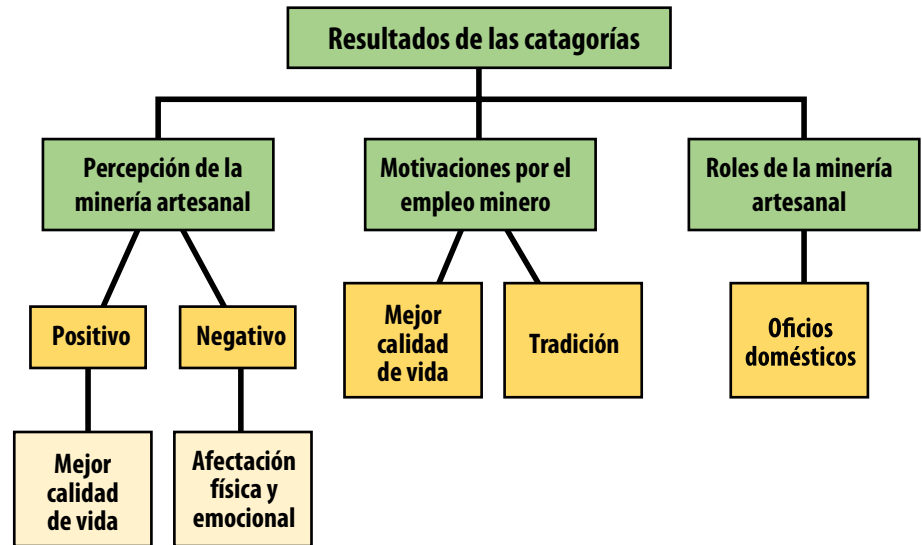 Resultados de las catagorías
Percepción de la
minería artesanal
Motivaciones por el
empleo minero
Roles de la minería
artesanal
Positivo
Negativo
Mejor
calidad
de vida
Tradición
Oficios
domésticos
Mejor
calidad
de vida
Afectación
física y
emocional